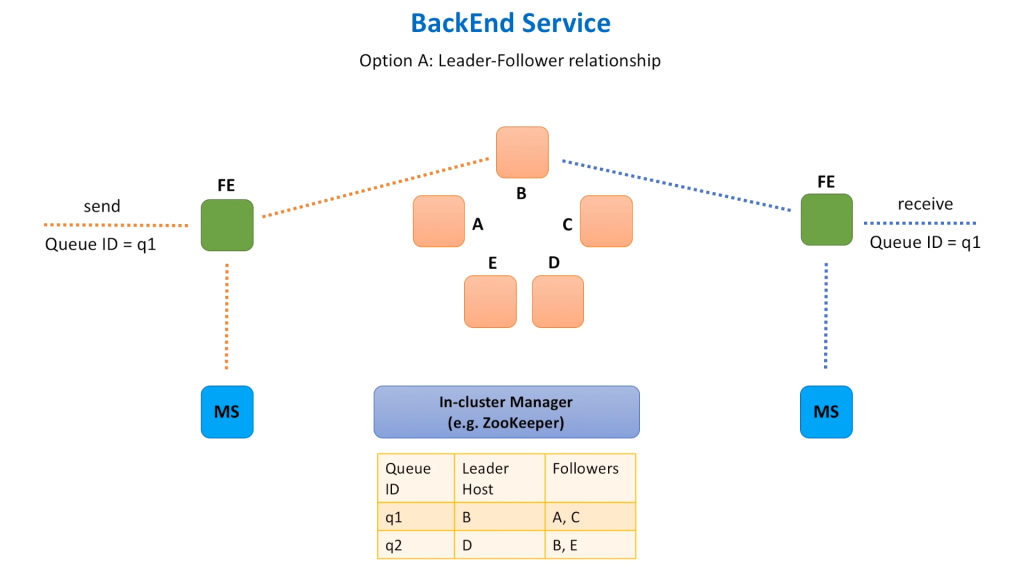 BackEnd Service
Option A: Leader-Follower relationship
FE
send
Queue ID = q1
B
A
C
E
D
FE
receive
Queue ID = q1
MS
In-cluster Manager
(e.g. ZooKeeper)
MS
Queue ID
Leader Host
Followers
q1
B
A, C
q2
D
B, E